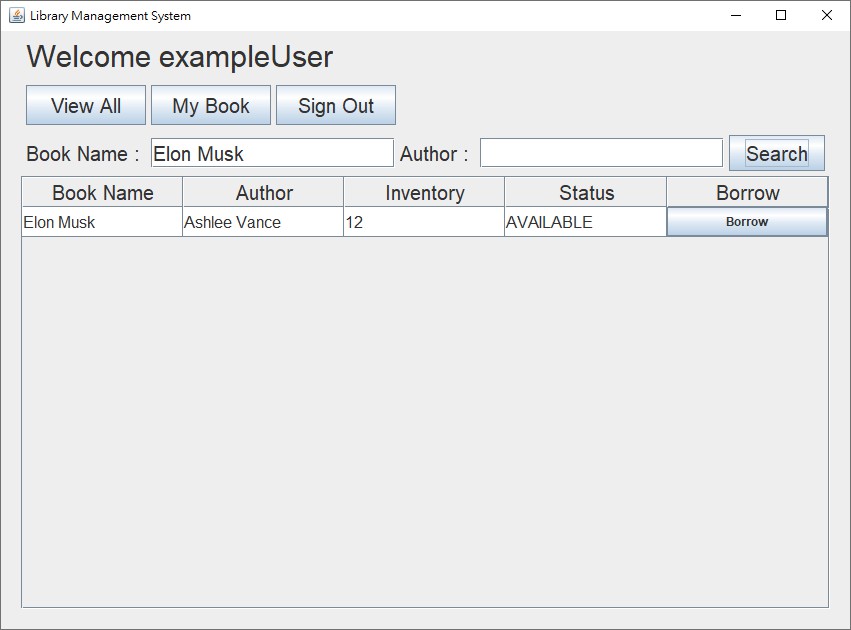 Library Management System
Welcome exampleUser
View All My Book Sign Out
Book Name : Elon Musk Author : Search
Book Name Author Inventory Status Borrow
Elon Musk Ashlee Vance 12 AVAILABLE Borrow